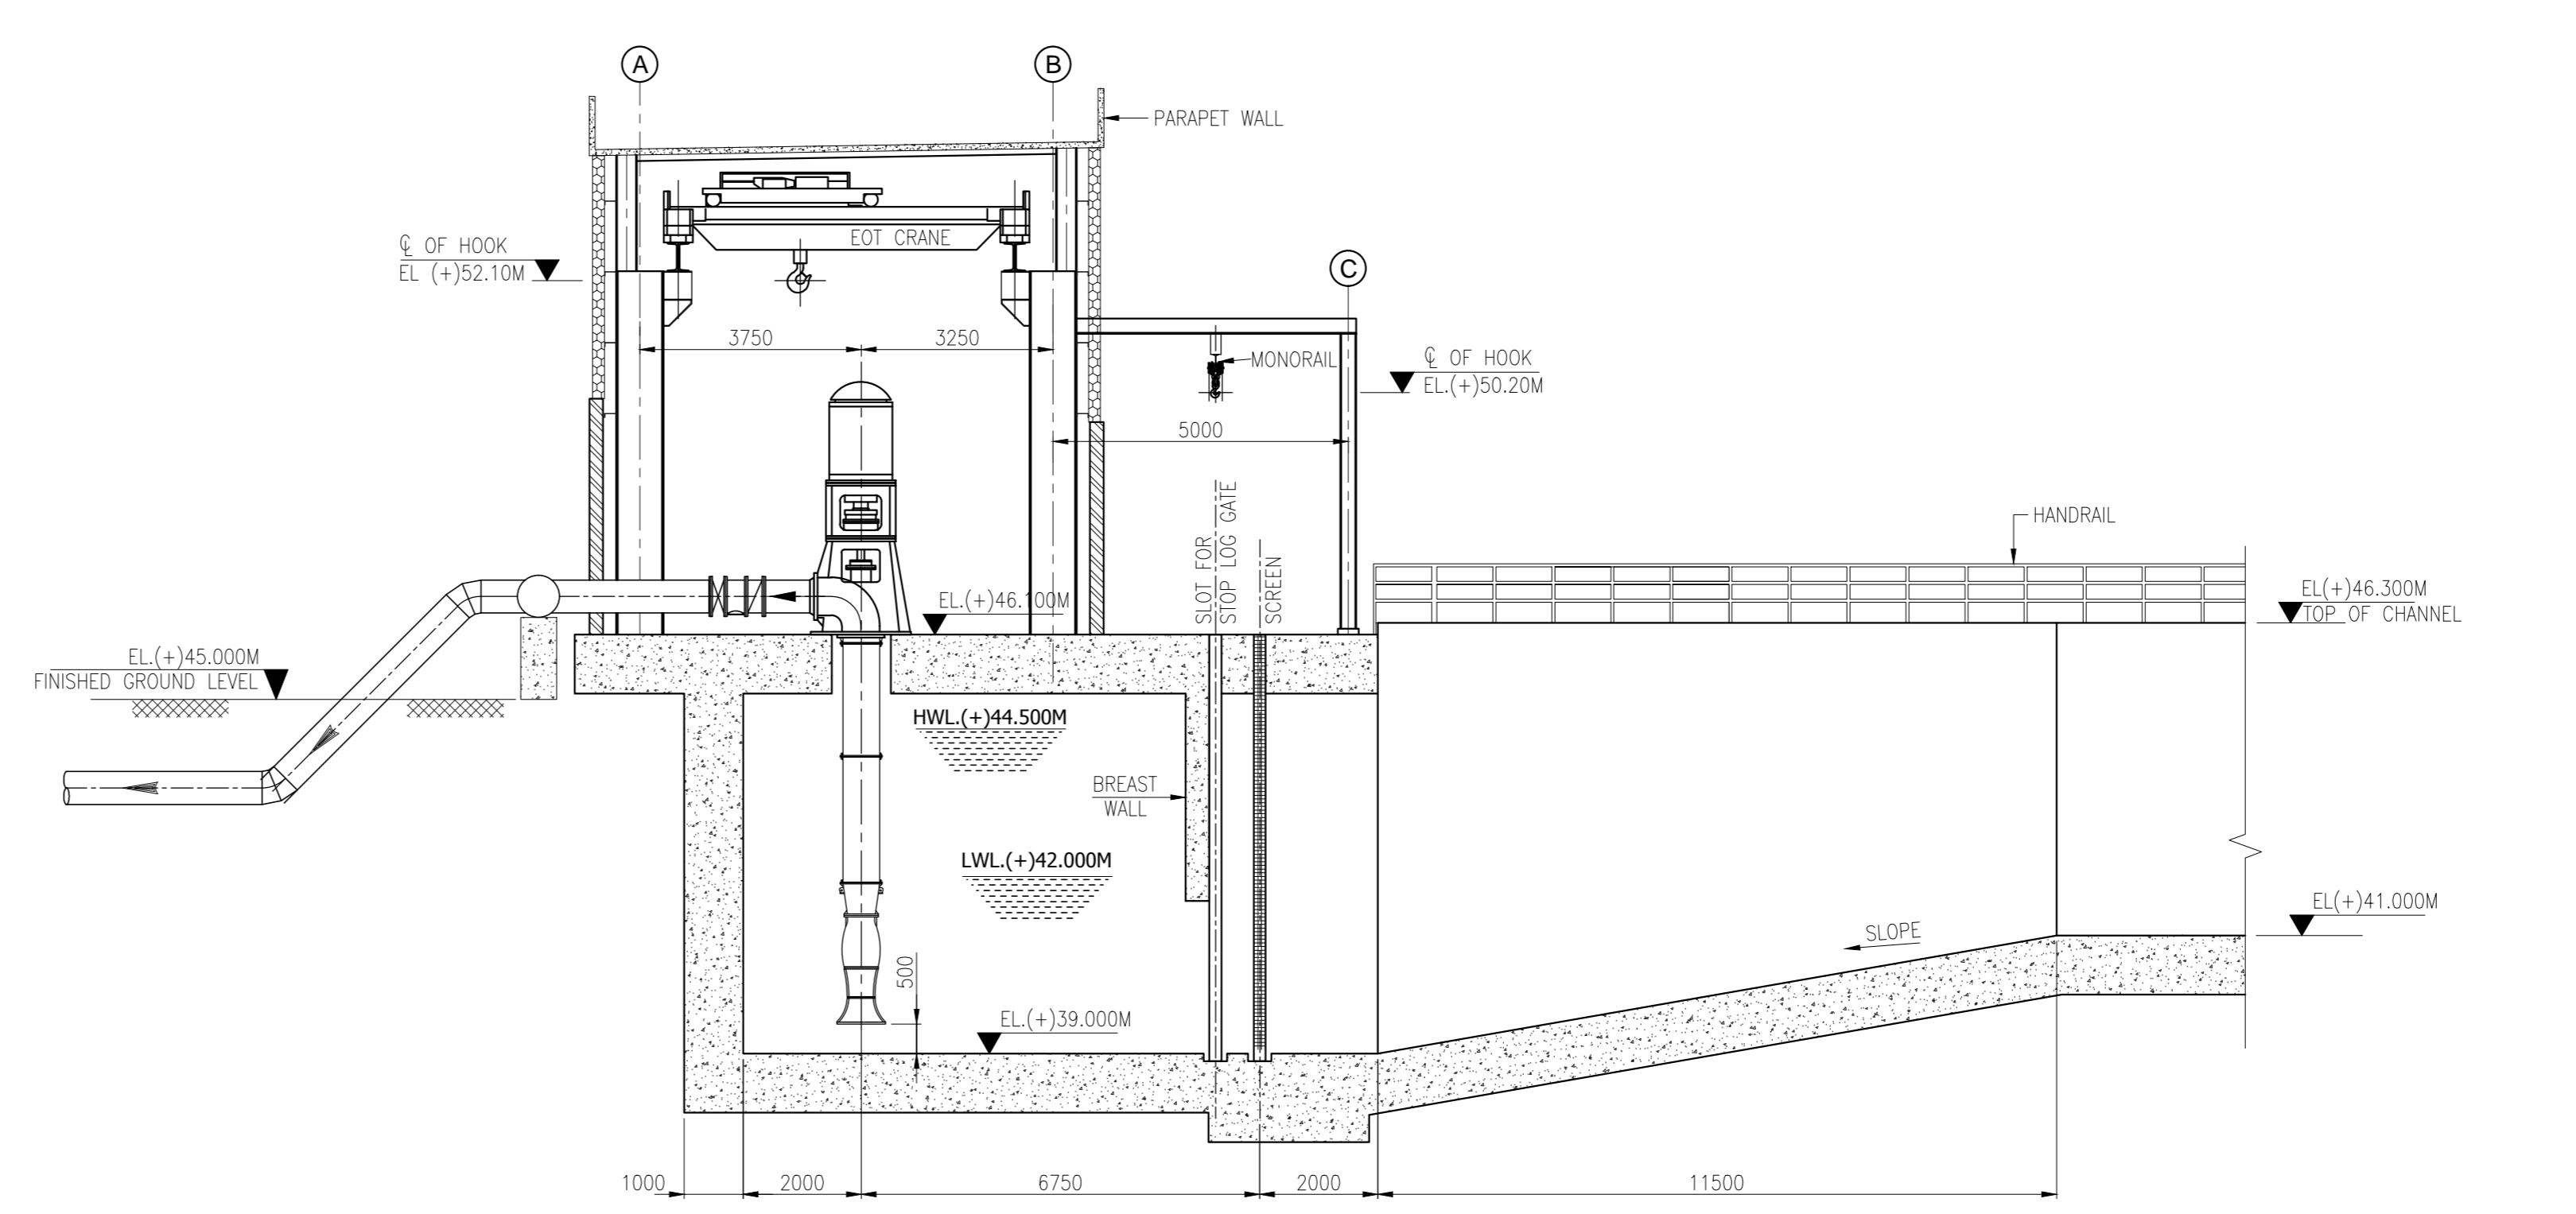 A
B
PARAPET WALL
EOT CRANE
℄ OF HOOK
EL (+)52.10M
C
3750
3250
MONORAIL
℄ OF HOOK
EL.(+)50.20M
5000
SLOT FOR
STOP LOG GATE
SCREEN
HANDRAIL
EL.(+)46.100M
EL(+)46.300M
TOP OF CHANNEL
EL.(+)45.000M
FINISHED GROUND LEVEL
HWL.(+)44.500M
BREAST
WALL
LWL.(+)42.000M
EL(+)41.000M
SLOPE
500
EL.(+)39.000M
1000
2000
6750
2000
11500